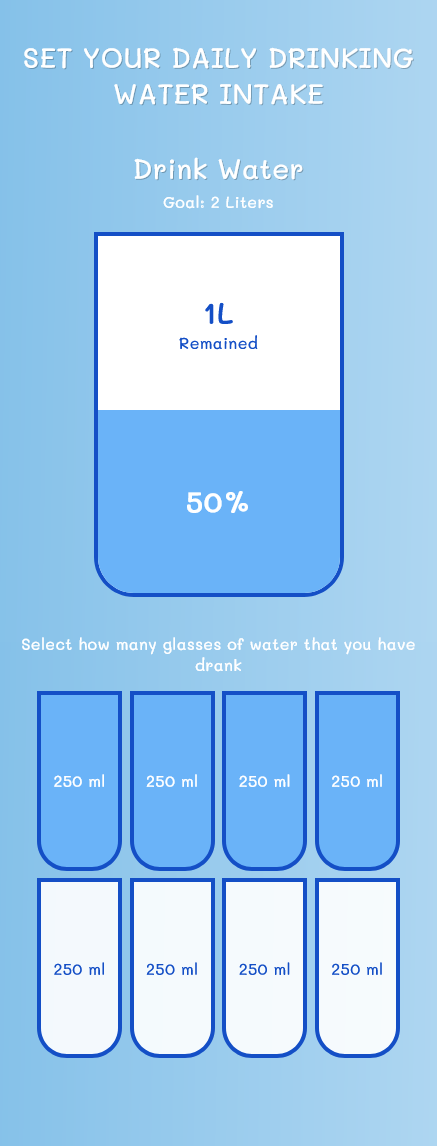 SET YOUR DAILY DRINKING
WATER INTAKE
Drink Water
Goal: 2 Liters
1L
Remained
50%
Select how many glasses of water that you have
drank
250 ml 250 ml 250 ml 250 ml
250 ml 250 ml 250 ml 250 ml